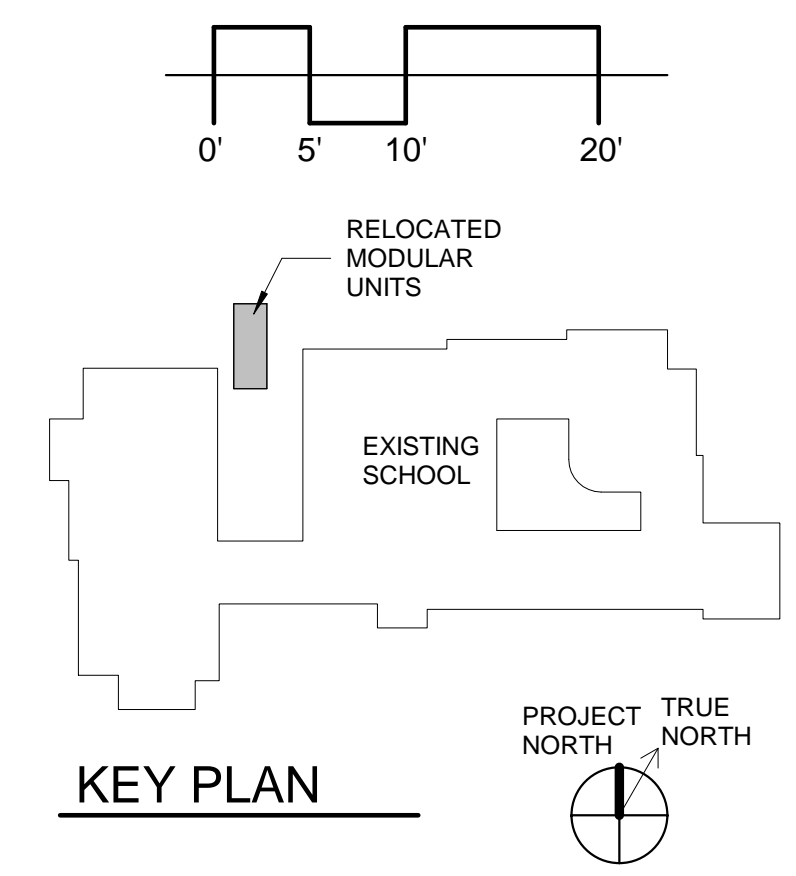 0' 5' 10' 20'
RELOCATED
MODULAR
UNITS
EXISTING
SCHOOL
PROJECT
NORTH
TRUE
NORTH
KEY PLAN